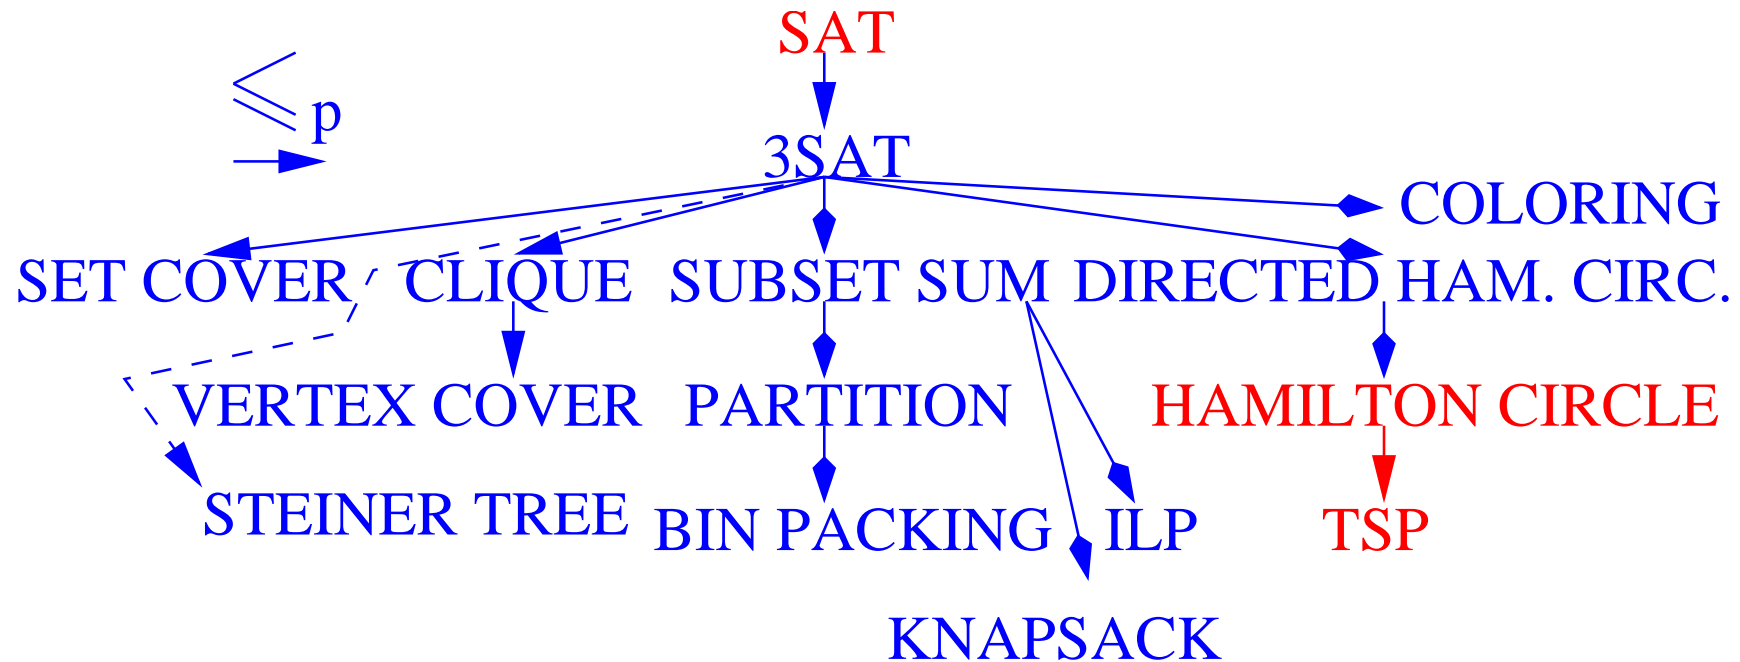 SAT
≤p
3SAT
COLORING
SET COVER CLIQUE SUBSET SUM DIRECTED HAM. CIRC.
VERTEX COVER PARTITION HAMILTON CIRCLE
STEINER TREE BIN PACKING ILP TSP
KNAPSACK